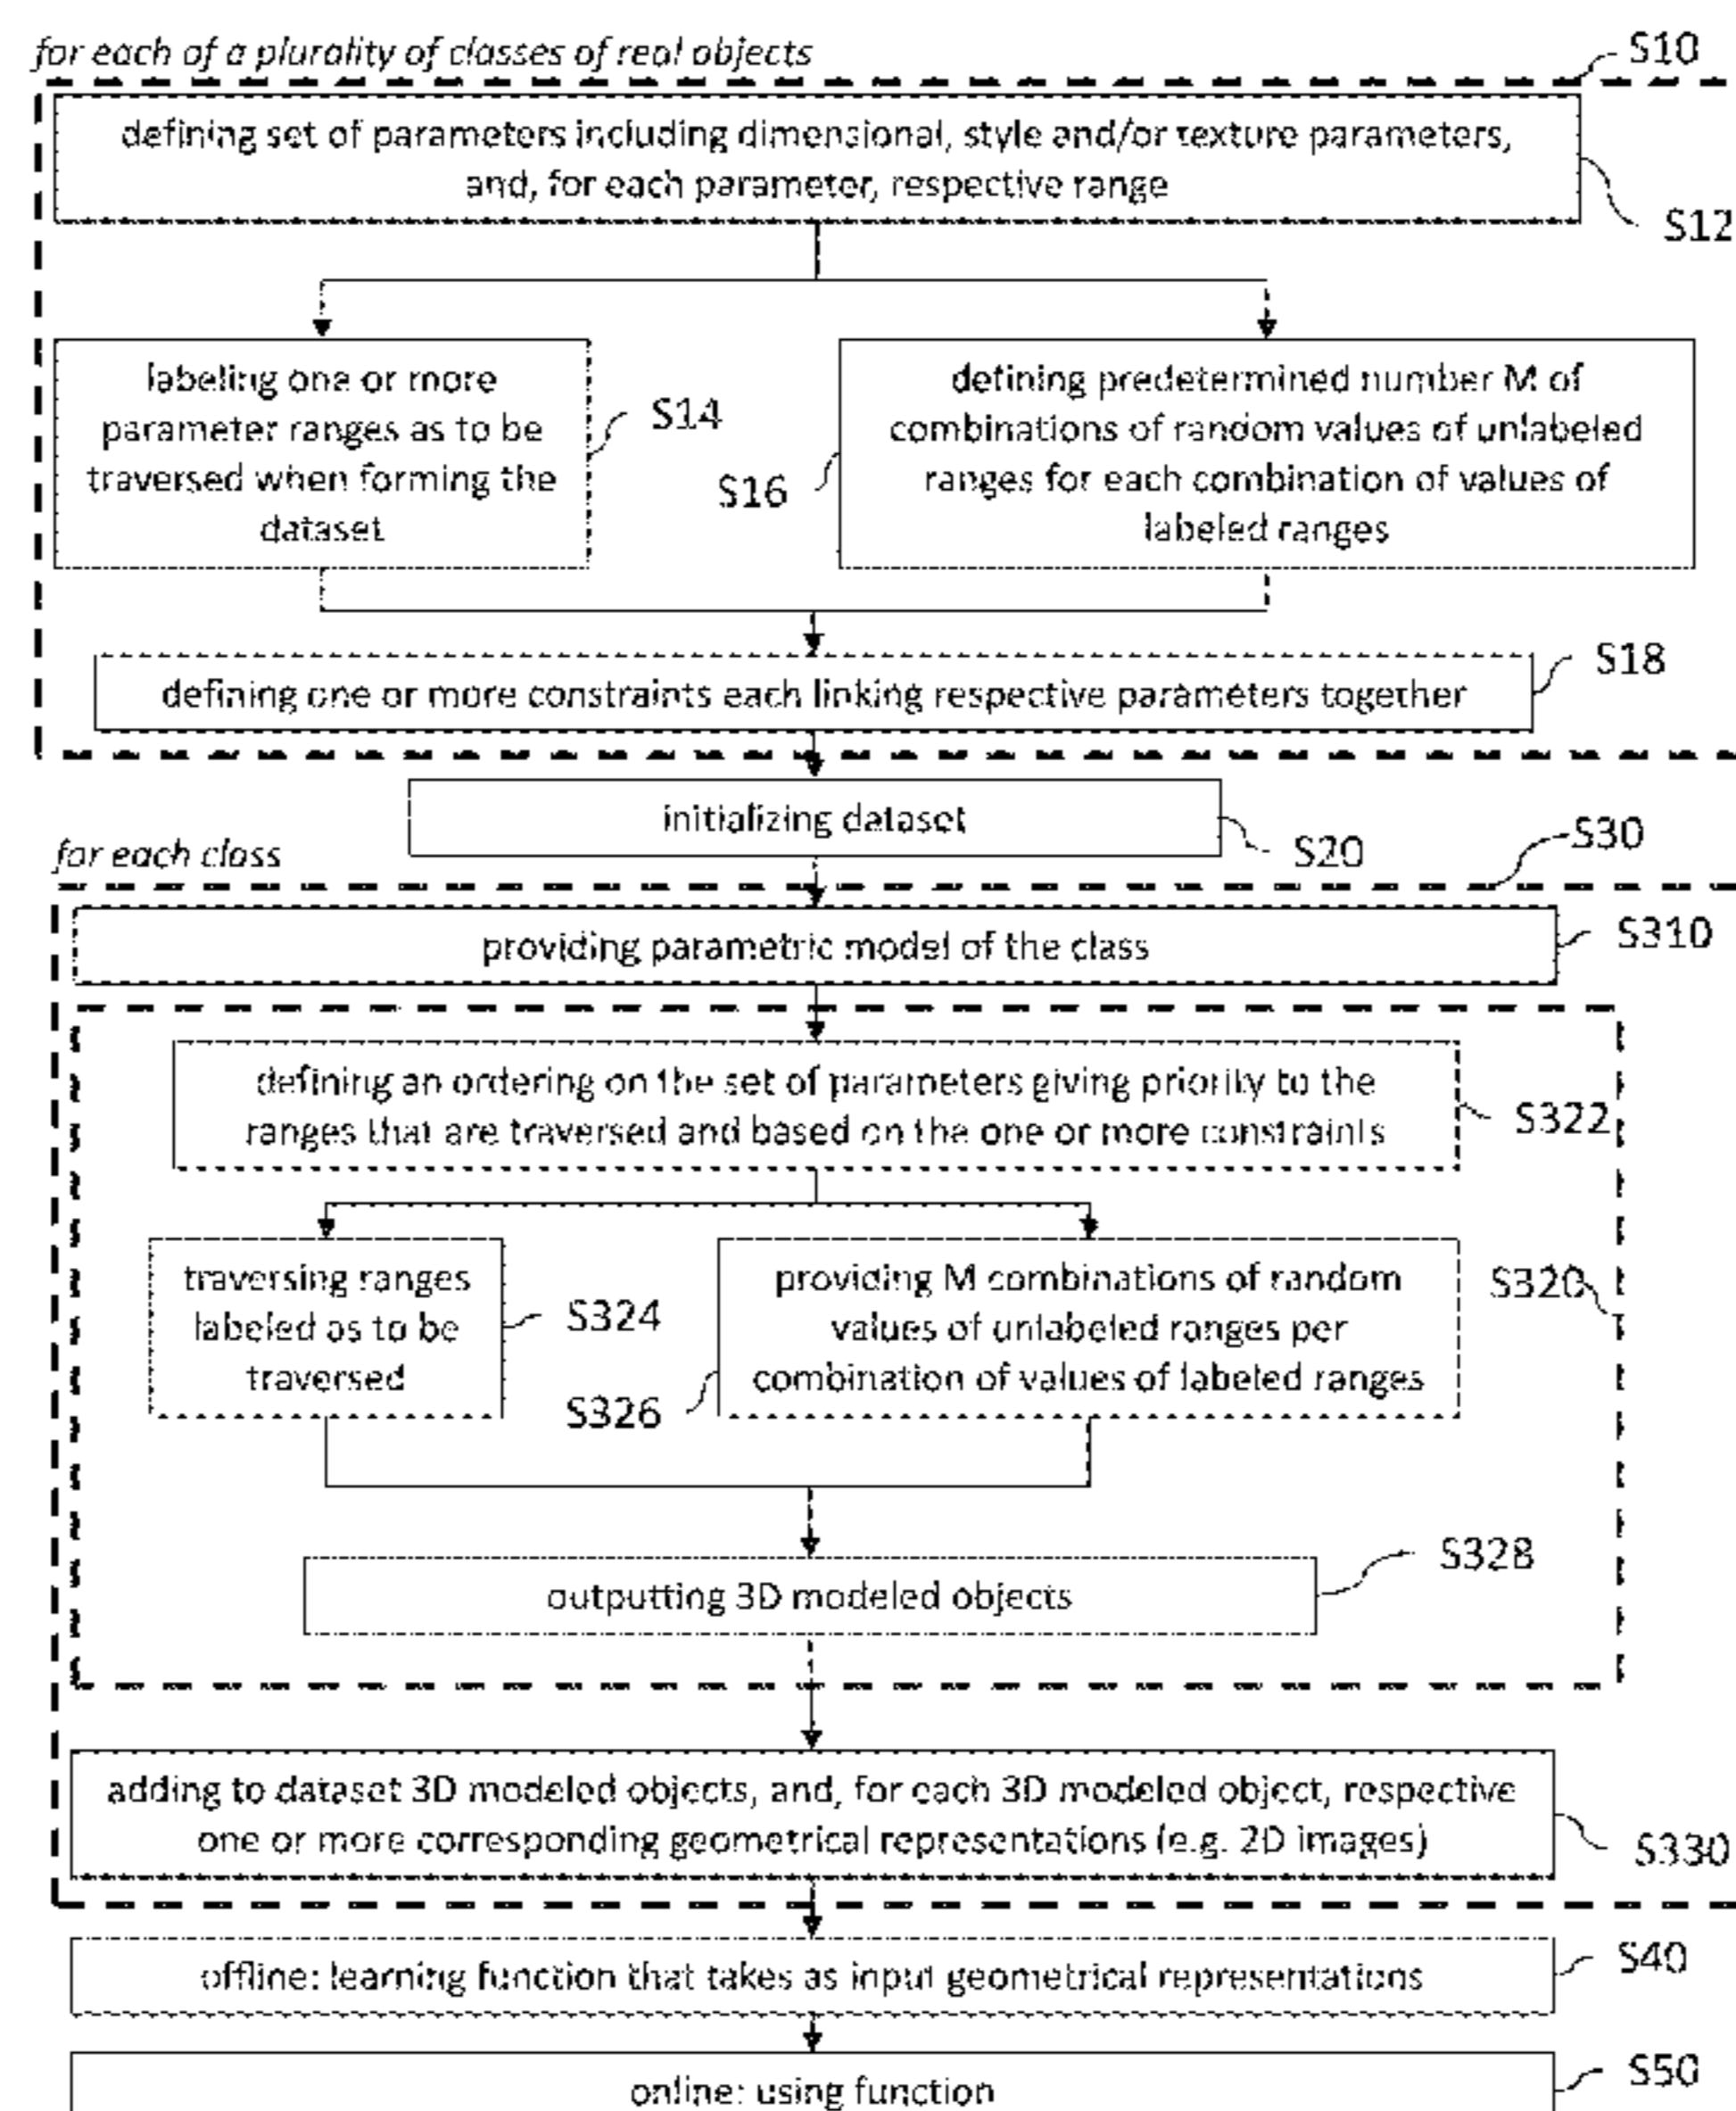 for each of a plurality of classes of real objects
S10
defining set of parameters including dimensional, style and/or texture parameters,
and, for each parameter, respective range
S12
labeling one or more
parameter ranges as to be
traversed when forming the
dataset
S14
defining predetermined number M of
combinations of random values of unlabeled
ranges for each combination of values of
labeled ranges
S16
defining one or more constraints each linking respective parameters together
S18
initializing dataset
S20
for each class
S30
providing parametric model of the class
S310
defining an ordering on the set of parameters giving priority to the
ranges that are traversed and based on the one or more constraints
S322
traversing ranges
labeled as to be
traversed
S324
providing M combinations of random
values of unlabeled ranges per
combination of values of labeled ranges
S326
S320
outputting 3D modeled objects
S328
adding to dataset 3D modeled objects, and, for each 3D modeled object, respective
one or more corresponding geometrical representations (e.g. 2D images)
S330
offline: learning function that takes as input geometrical representations
S40
online: using function
S50